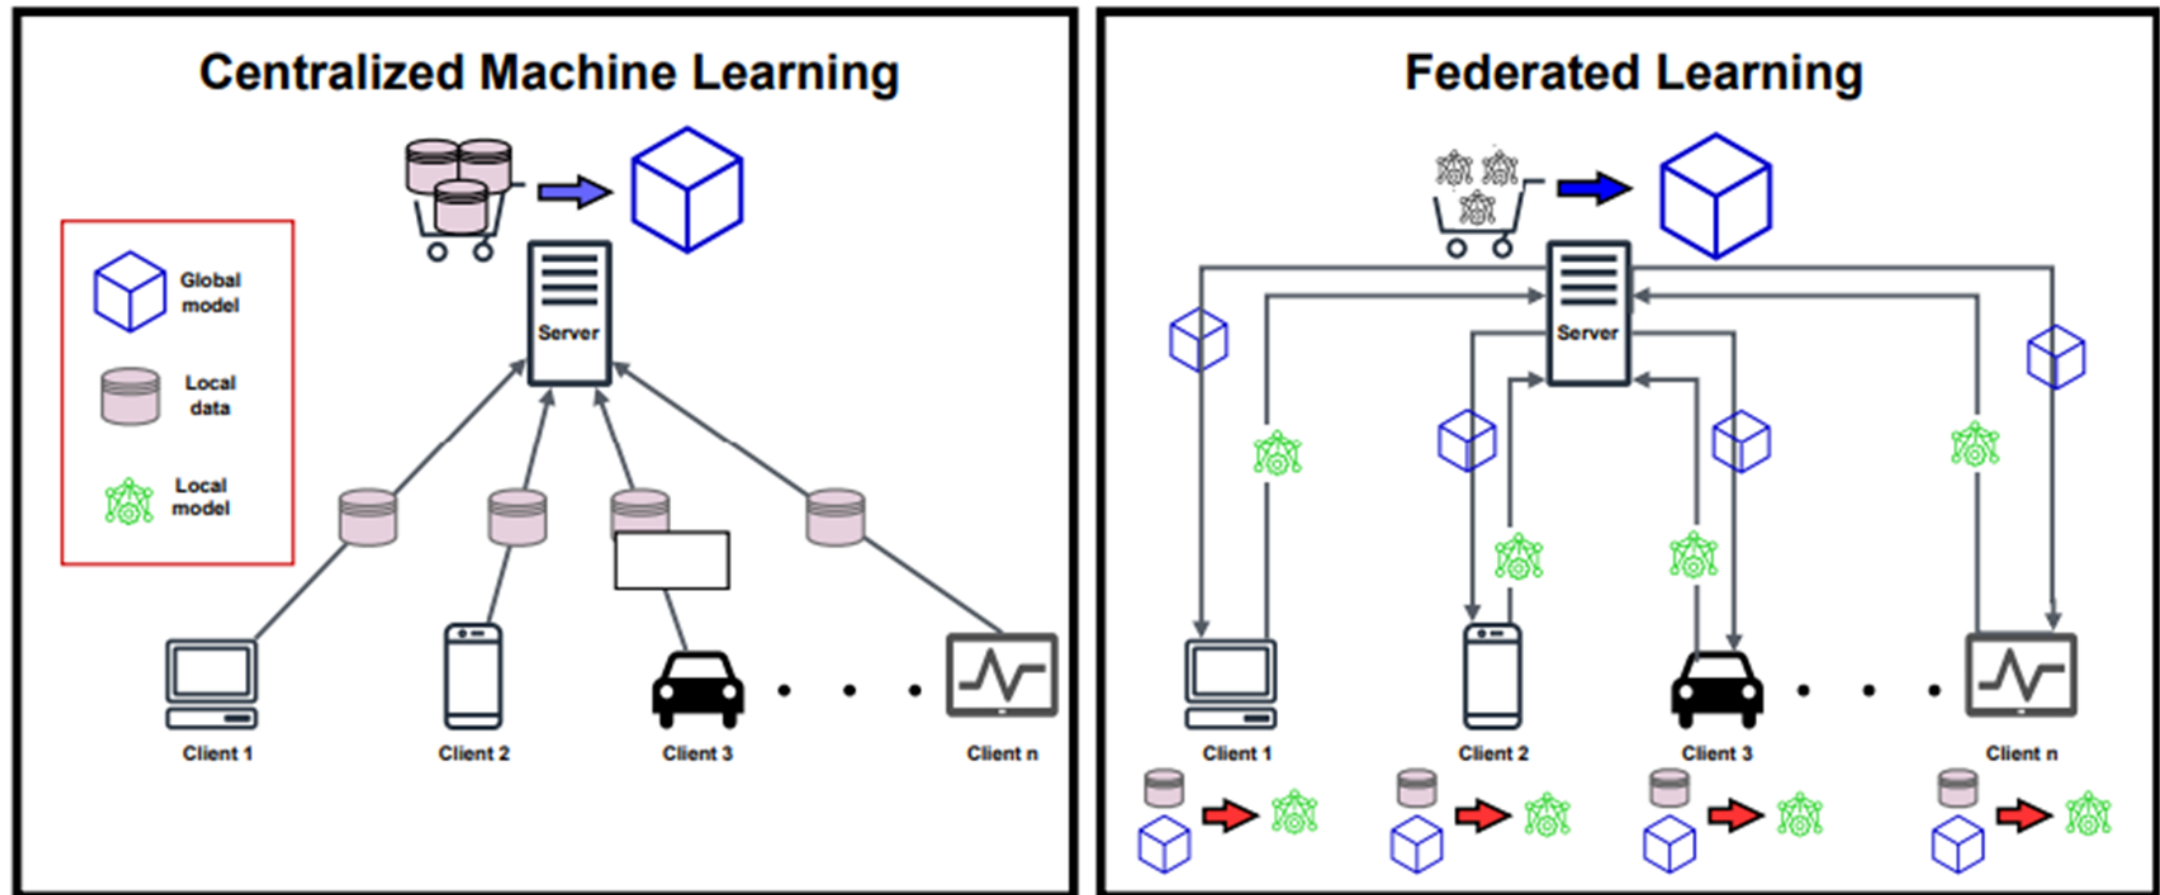 Centralized Machine Learning
Global
model
Local
data
Local
model
Server
Client 1
Client 2
Client 3
Client n
Federated Learning
Server
Client 1
Client 2
Client 3
Client n